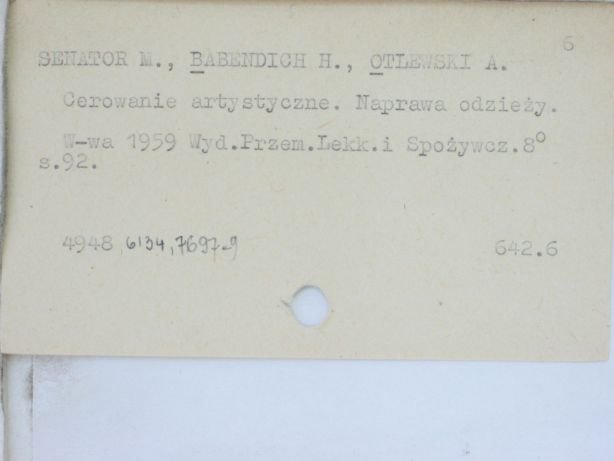 6
SENATOR M., BABENDICH H., OTLEWSKI A.
Cerowanie artystyczne. Naprawa odzieży.
W-wa 1959 Wyd.Przem.Lekk.i Spożywcz.8°
s.92.
4948, 6134, 7697-9 642.6